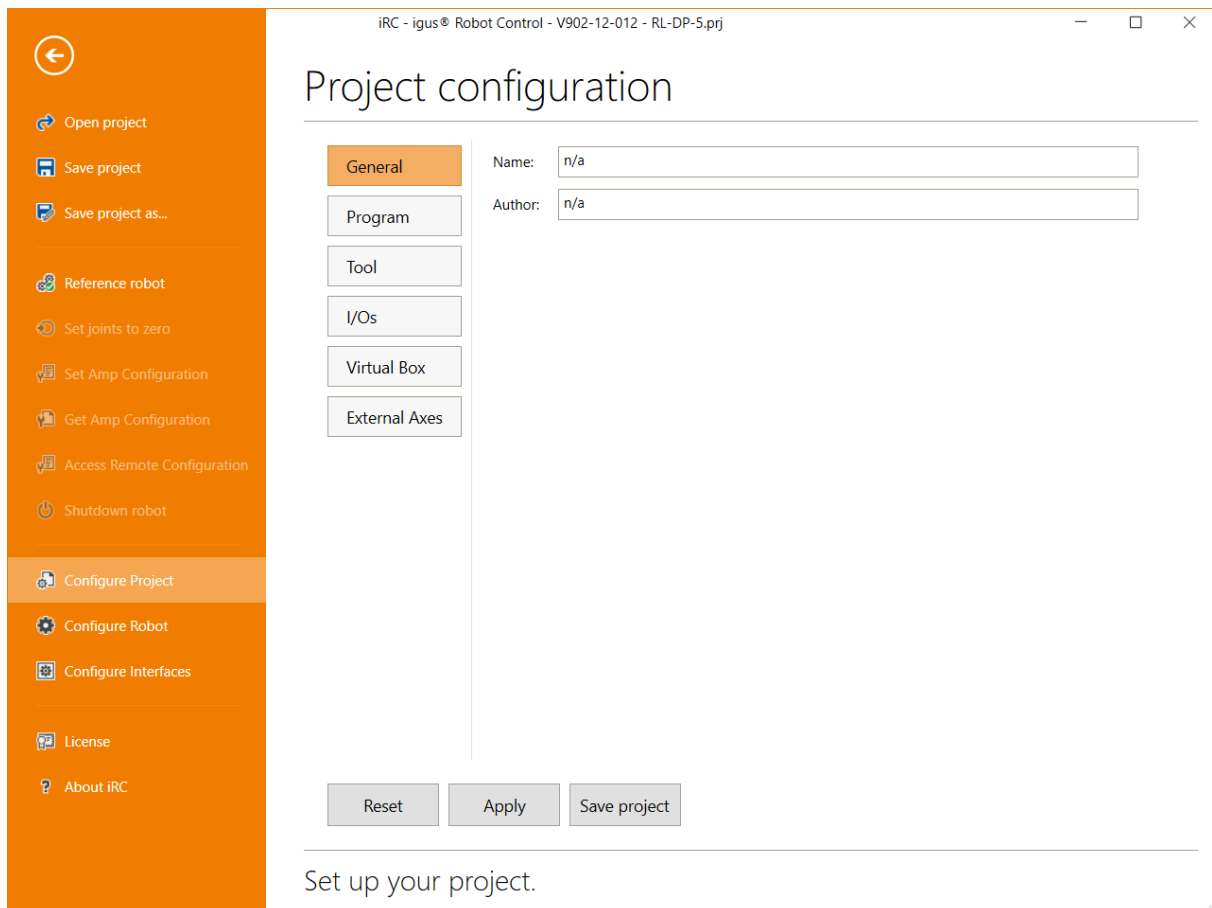 iRC - igus® Robot Control - V902-12-012 - RL-DP-5.prj
Open project
Save project
Save project as...
Reference robot
Set joints to zero
Set Amp Configuration
Get Amp Configuration
Access Remote Configuration
Shutdown robot
Configure Project
Configure Robot
Configure Interfaces
License
About iRC
Project configuration
General
Program
Tool
I/Os
Virtual Box
External Axes
Name: n/a
Author: n/a
Reset Apply Save project
Set up your project.